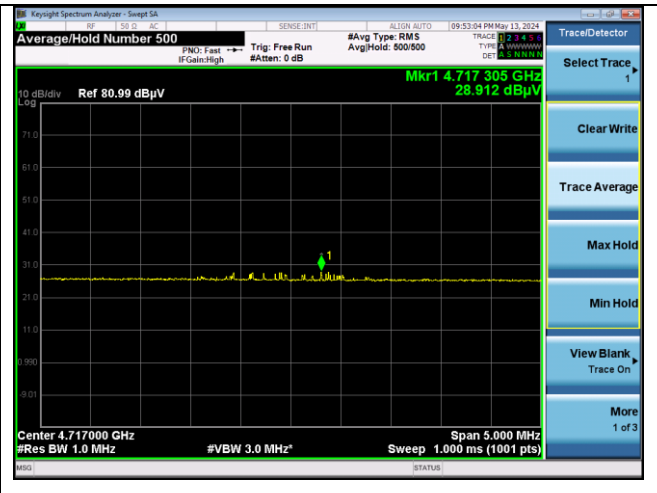 Keysight Spectrum Analyzer - Swept SA
RF 50 Ω AC SENSE:INT ALIGN AUTO 09:53:04 PM May 13, 2024
Average/Hold Number 500
PNO: Fast
IFGain:High
Trig: Free Run
#Atten: 0 dB
#Avg Type: RMS
Avg|Hold: 500/500
TRACE 1 2 3 4 5 6
TYPE A WWWWW
DET A S N N N N
Mkr1 4.717 305 GHz
28.912 dBµV
10 dB/div Ref 80.99 dBµV
Log
71.0
61.0
51.0
41.0
31.0
21.0
11.0
0.990
-9.01
1
Center 4.717000 GHz Span 5.000 MHz
#Res BW 1.0 MHz #VBW 3.0 MHz* Sweep 1.000 ms (1001 pts)
MSG STATUS
Trace/Detector
Select Trace
1
Clear Write
Trace Average
Max Hold
Min Hold
View Blank
Trace On
More
1 of 3